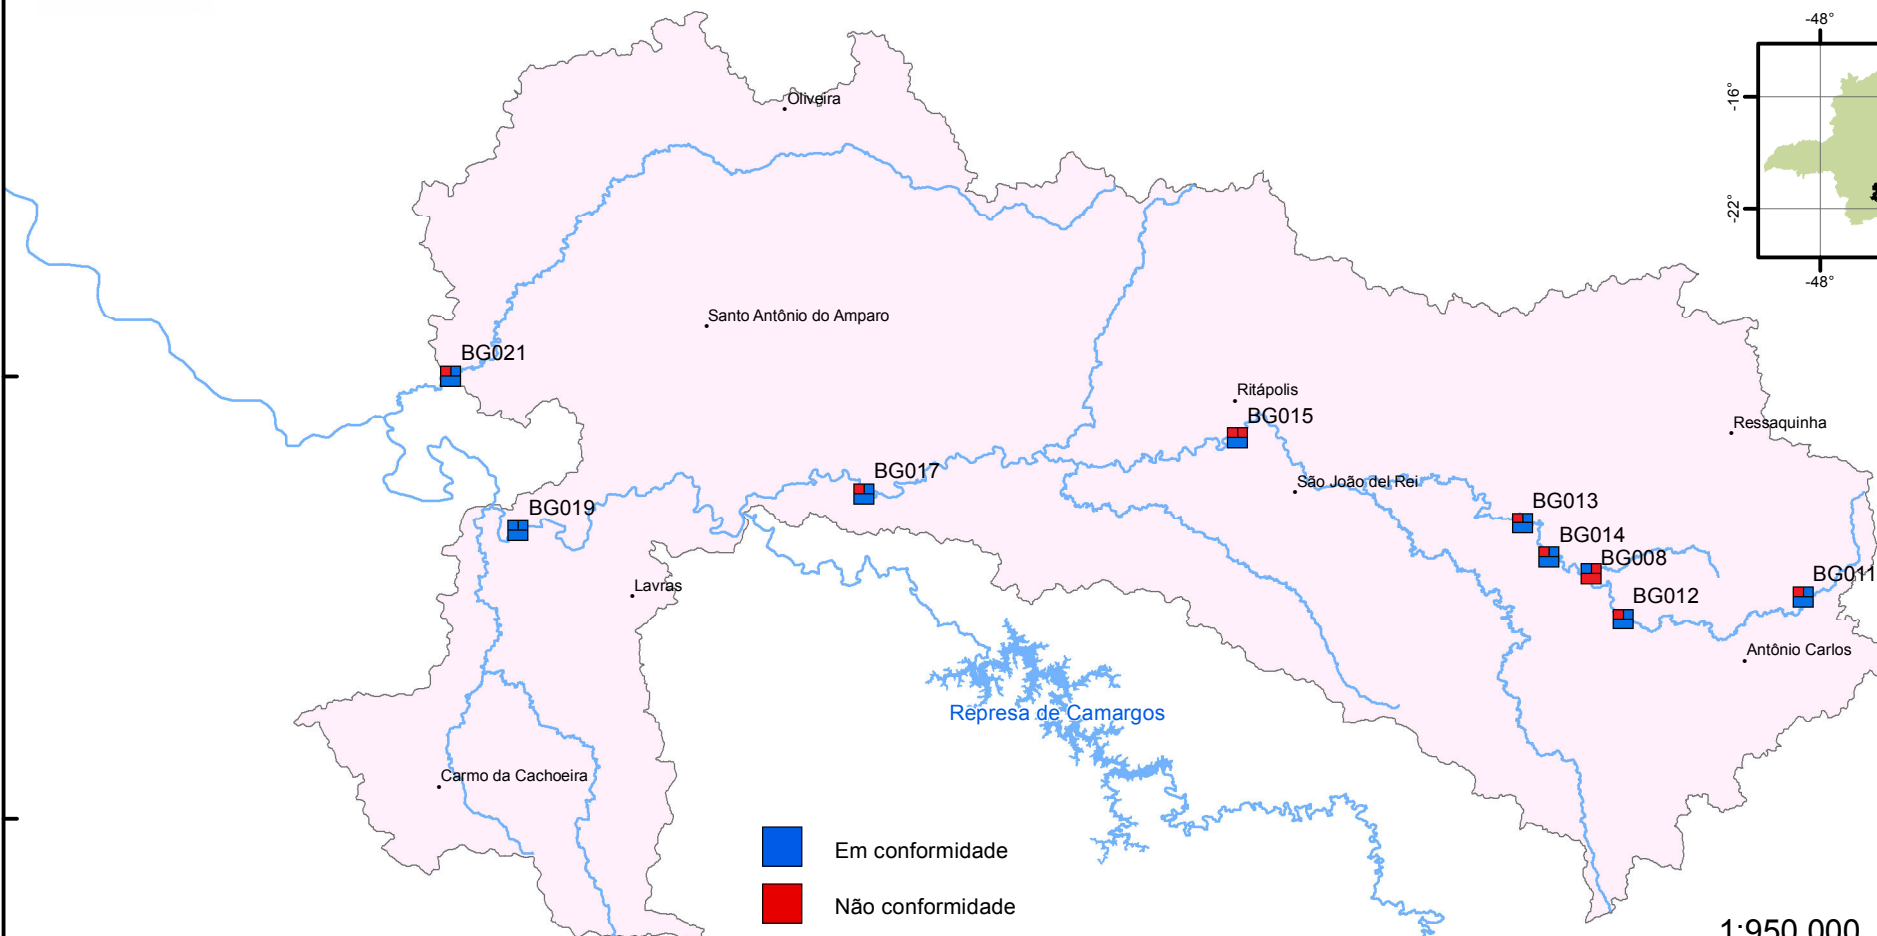 -48°
Oliveira
-16°
-22°
-48°
Santo Antônio do Amparo
BG021
Ritápolis
BG015
Ressaquinha
BG017
São João del Rei
BG019
BG013
BG014
BG008
BG011
Lavras
BG012
Antônio Carlos
Represa de Camargos
Carmo da Cachoeira
Em conformidade
Não conformidade
1:950.000